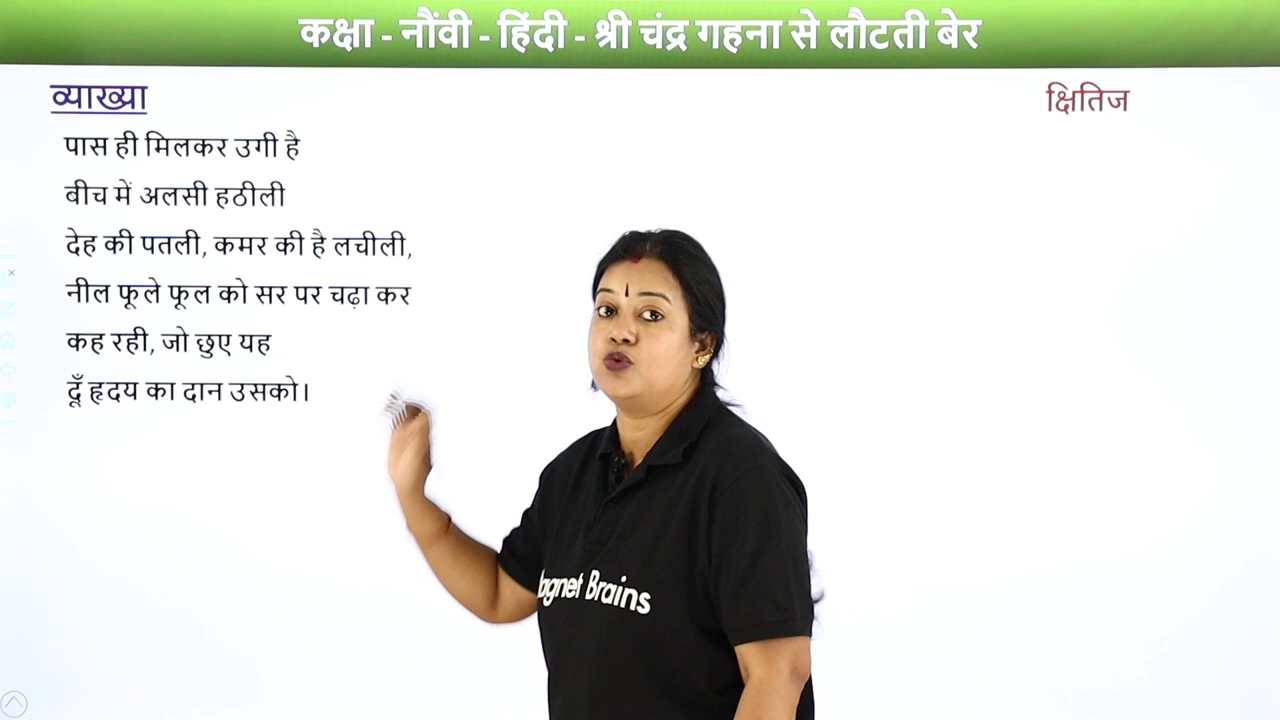 कक्षा - नौंवी - हिंदी - श्री चंद्र गहना से लौटती बेर
व्याख्या
क्षितिज
पास ही मिलकर उगी है
बीच में अलसी हठीली
देह की पतली, कमर की है लचीली,
नील फूले फूल को सर पर चढ़ा कर
कह रही, जो छुए यह
दूँ हृदय का दान उसको।
agnet Brains